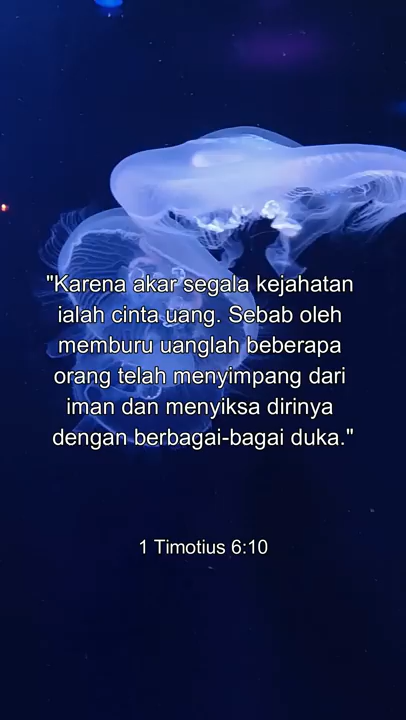 "Karena akar segala kejahatan
ialah cinta uang. Sebab oleh
memburu uanglah beberapa
orang telah menyimpang dari
iman dan menyiksa dirinya
dengan berbagai-bagai duka."
1 Timotius 6:10